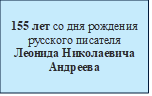 155 лет со дня рождения
русского писателя
Леонида Николаевича
Андреева